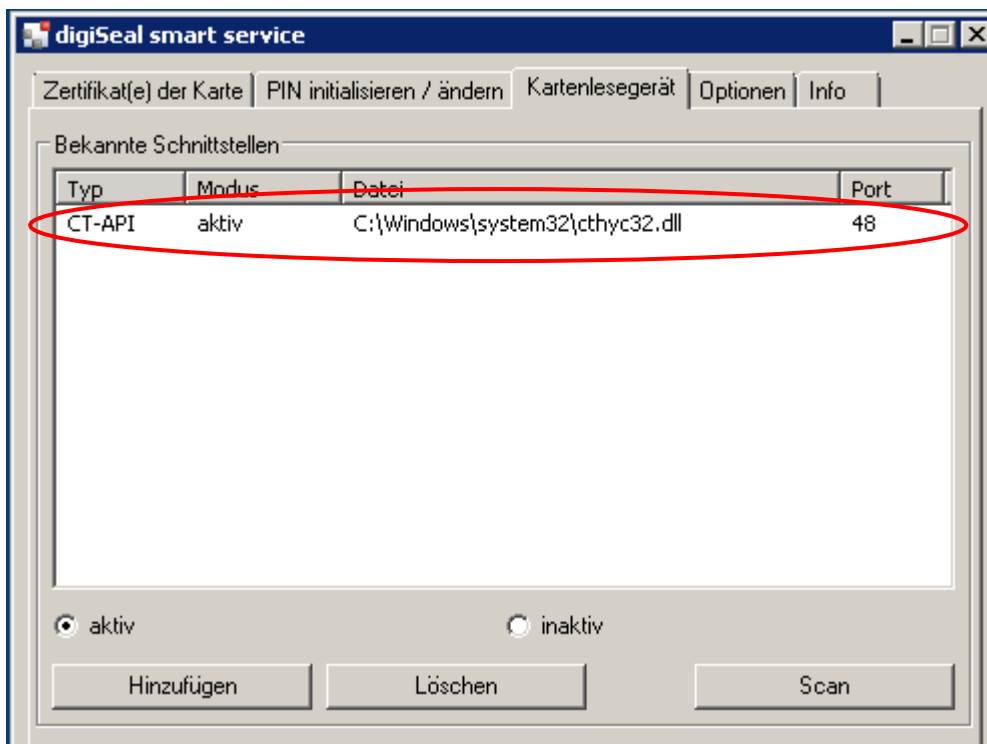 digiSeal smart service
Zertifikat(e) der Karte PIN initialisieren / ändern Kartenlesegerät Optionen Info
Bekannte Schnittstellen
Typ Modus Datei Port
CT-API aktiv C:\Windows\system32\cthyc32.dll 48
aktiv inaktiv
Hinzufügen Löschen Scan